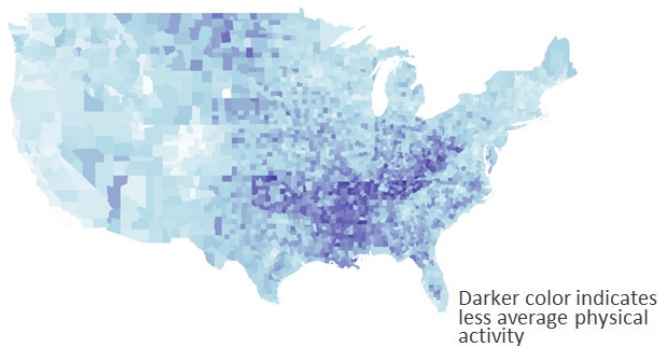 Darker color indicates
less average physical
activity